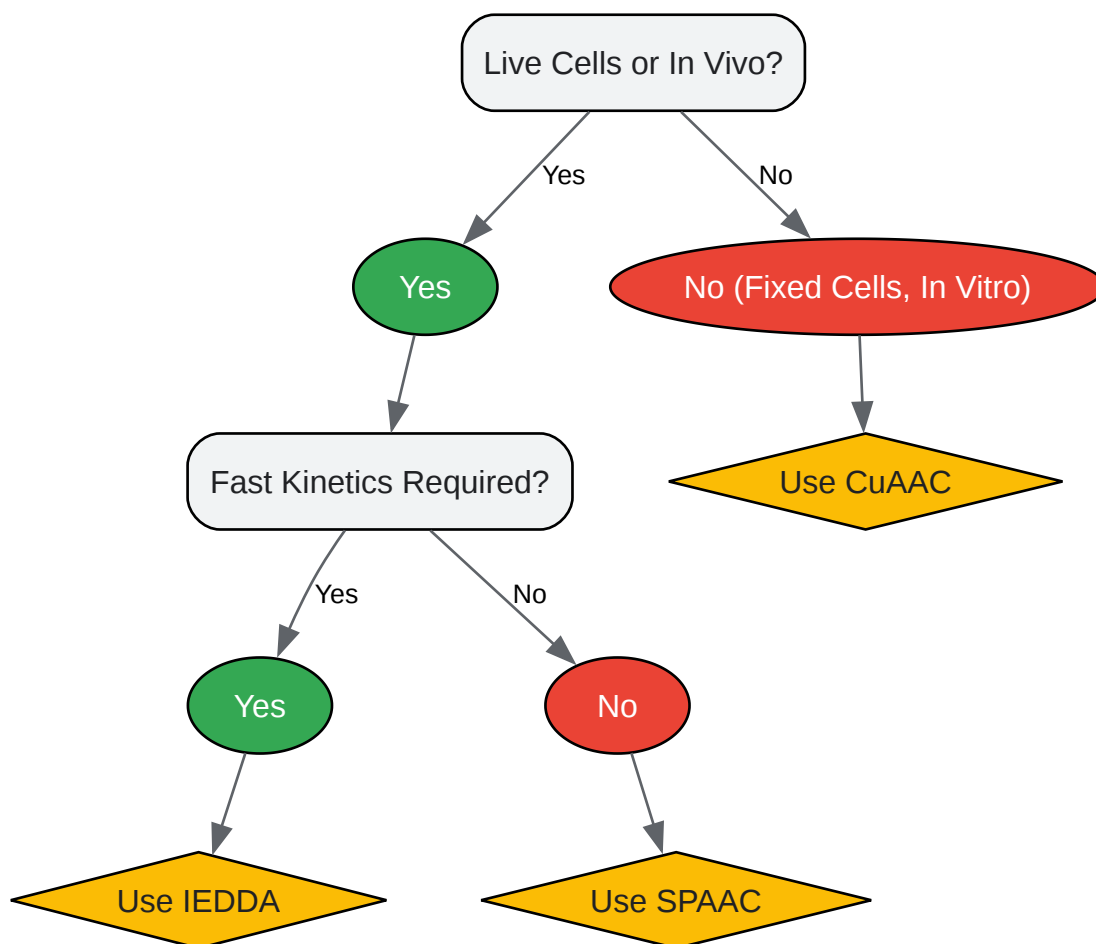 Live Cells or In Vivo?
Yes
No
Yes
No (Fixed Cells, In Vitro)
Fast Kinetics Required?
Use CuAAC
Yes
No
Yes
No
Use IEDDA
Use SPAAC